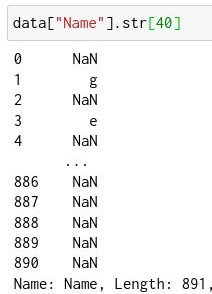 data["Name"].str[40]
0 NaN
1 g
2 NaN
3 e
4 NaN
...
886 NaN
887 NaN
888 NaN
889 NaN
890 NaN
Name: Name, Length: 891,